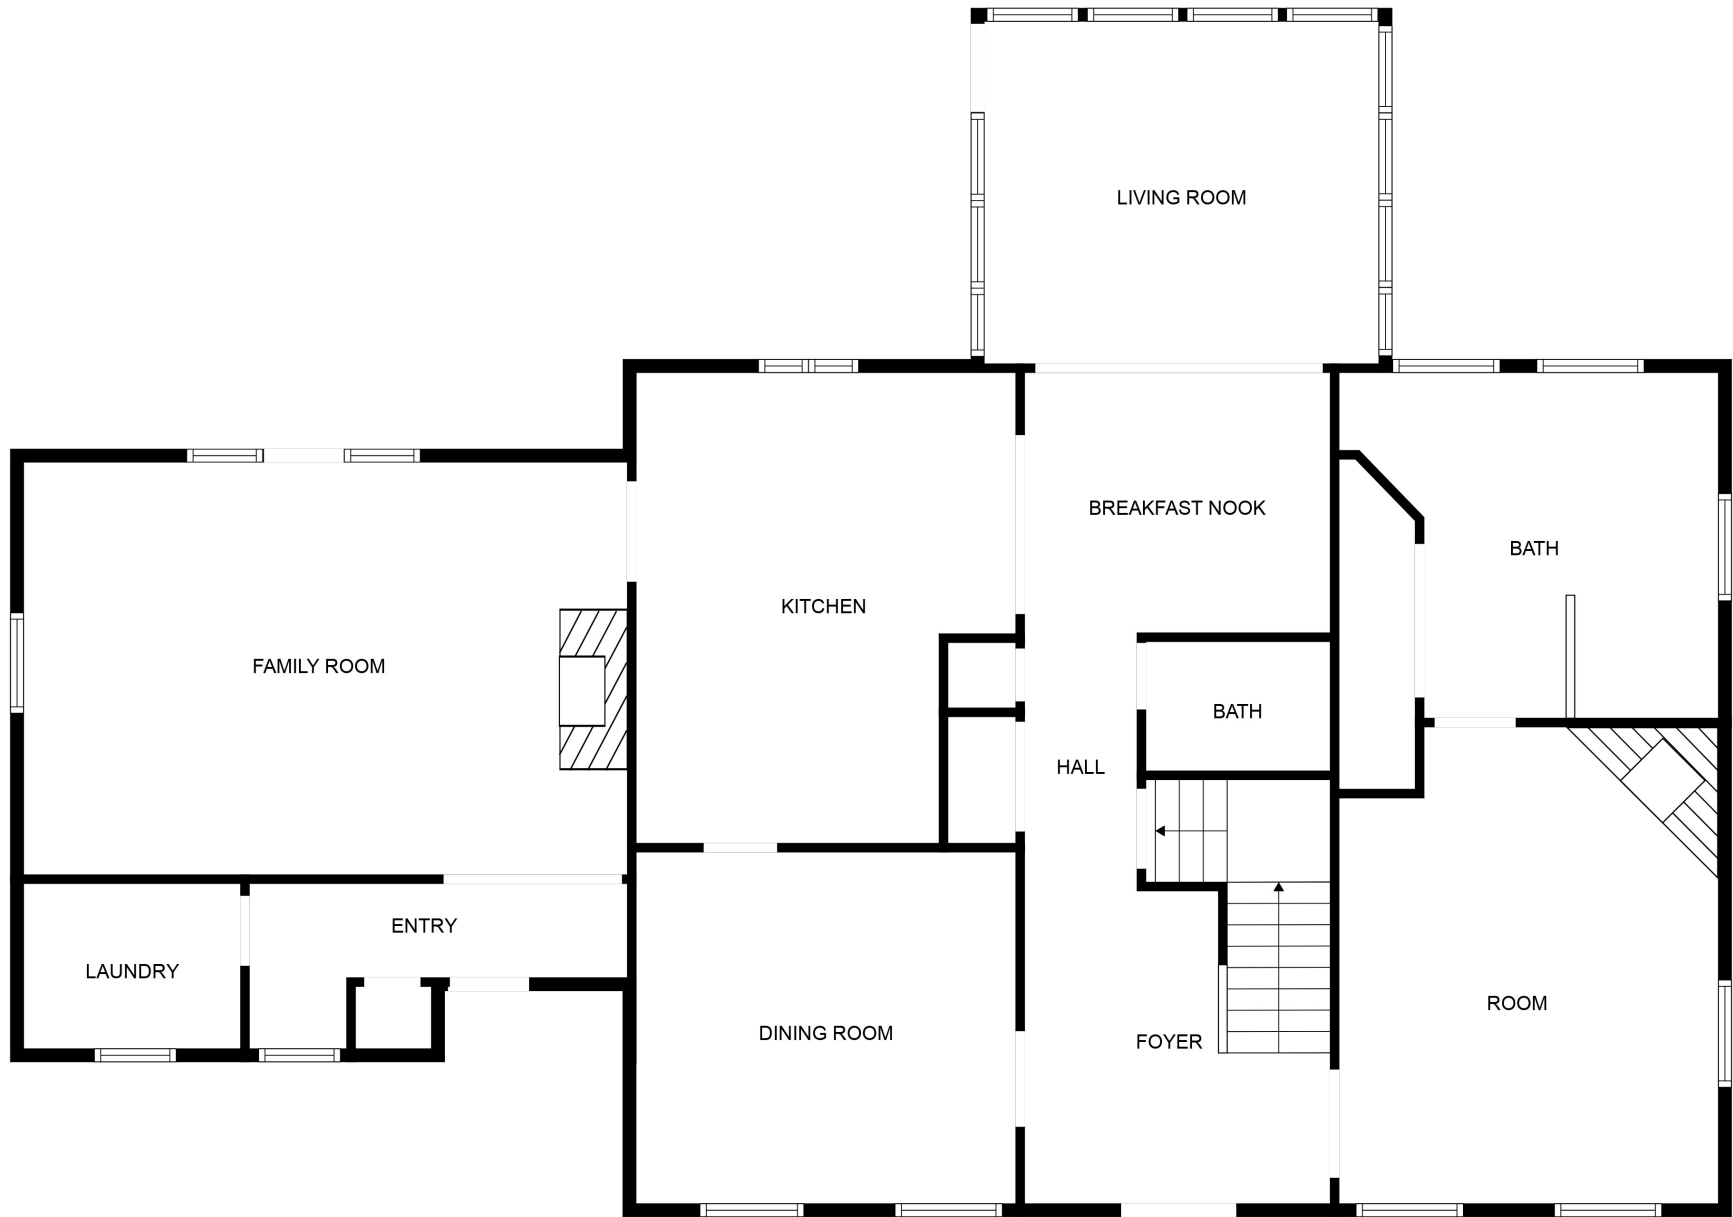 LIVING ROOM
BREAKFAST NOOK
BATH
KITCHEN
FAMILY ROOM
BATH
HALL
ENTRY
LAUNDRY
ROOM
DINING ROOM
FOYER